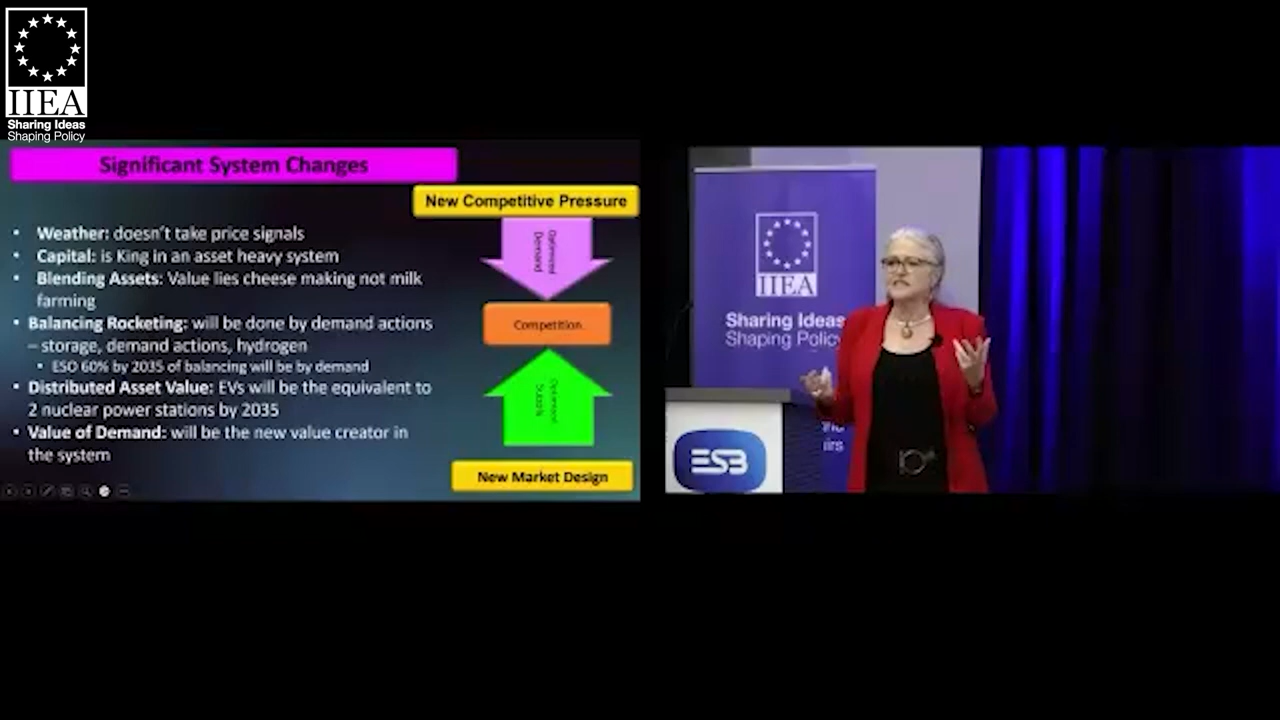 IIEA
Sharing Ideas
Shaping Policy
Significant System Changes
New Competitive Pressure
• Weather: doesn't take price signals
• Capital: is King in an asset heavy system
• Blending Assets: Value lies cheese making not milk
farming
• Balancing Rocketing: will be done by demand actions
– storage, demand actions, hydrogen
• ESO 60% by 2035 of balancing will be by demand
• Distributed Asset Value: EVs will be the equivalent to
2 nuclear power stations by 2035
• Value of Demand: will be the new value creator in
the system
Optimised
Demand
Competition
New Market Design
IIEA
Sharing Ideas
Shaping Policy
ESB